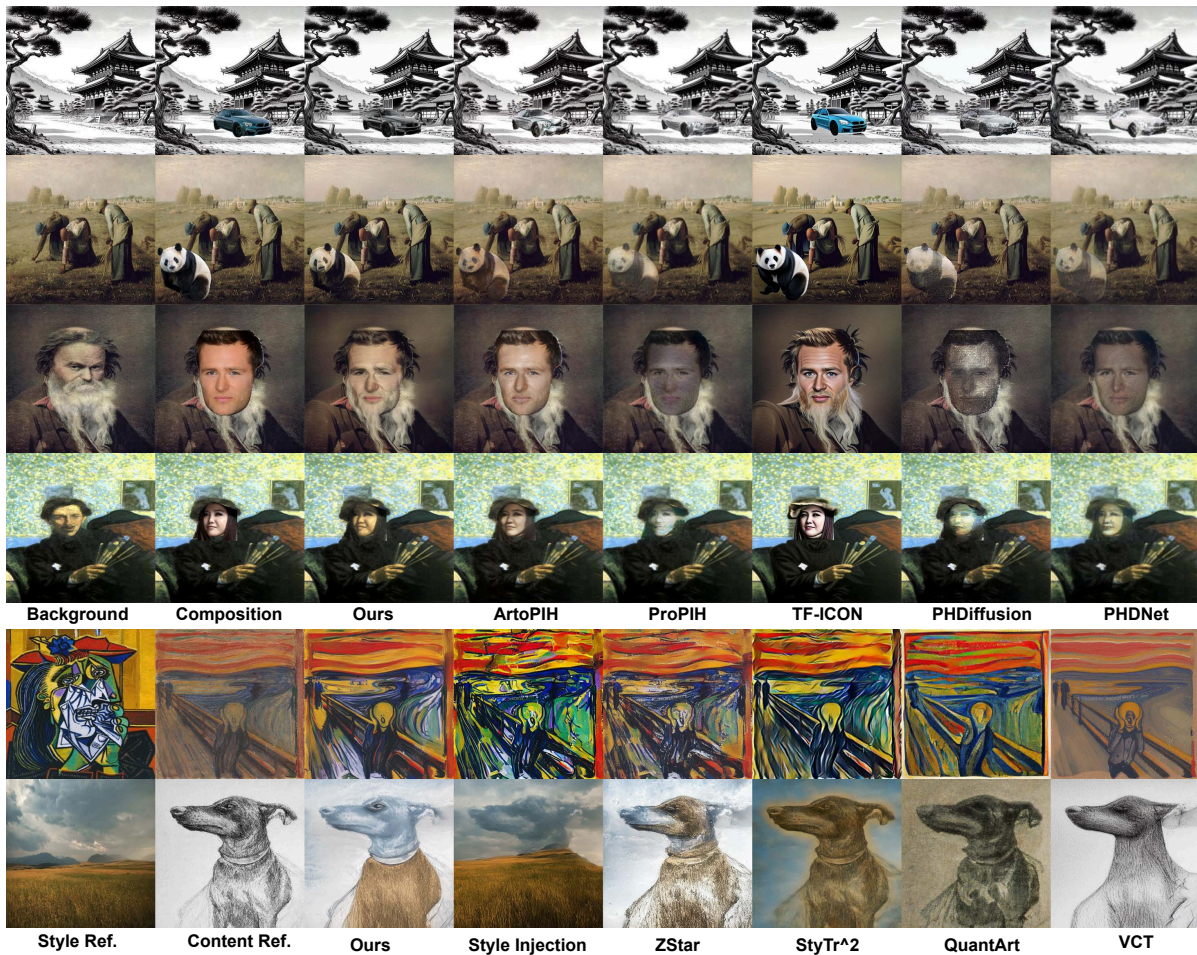 Background Composition Ours ArtoPIH ProPIH TF-ICON PHDiffusion PHDNet
Style Ref. Content Ref. Ours Style Injection ZStar StyTr^2 QuantArt VCT